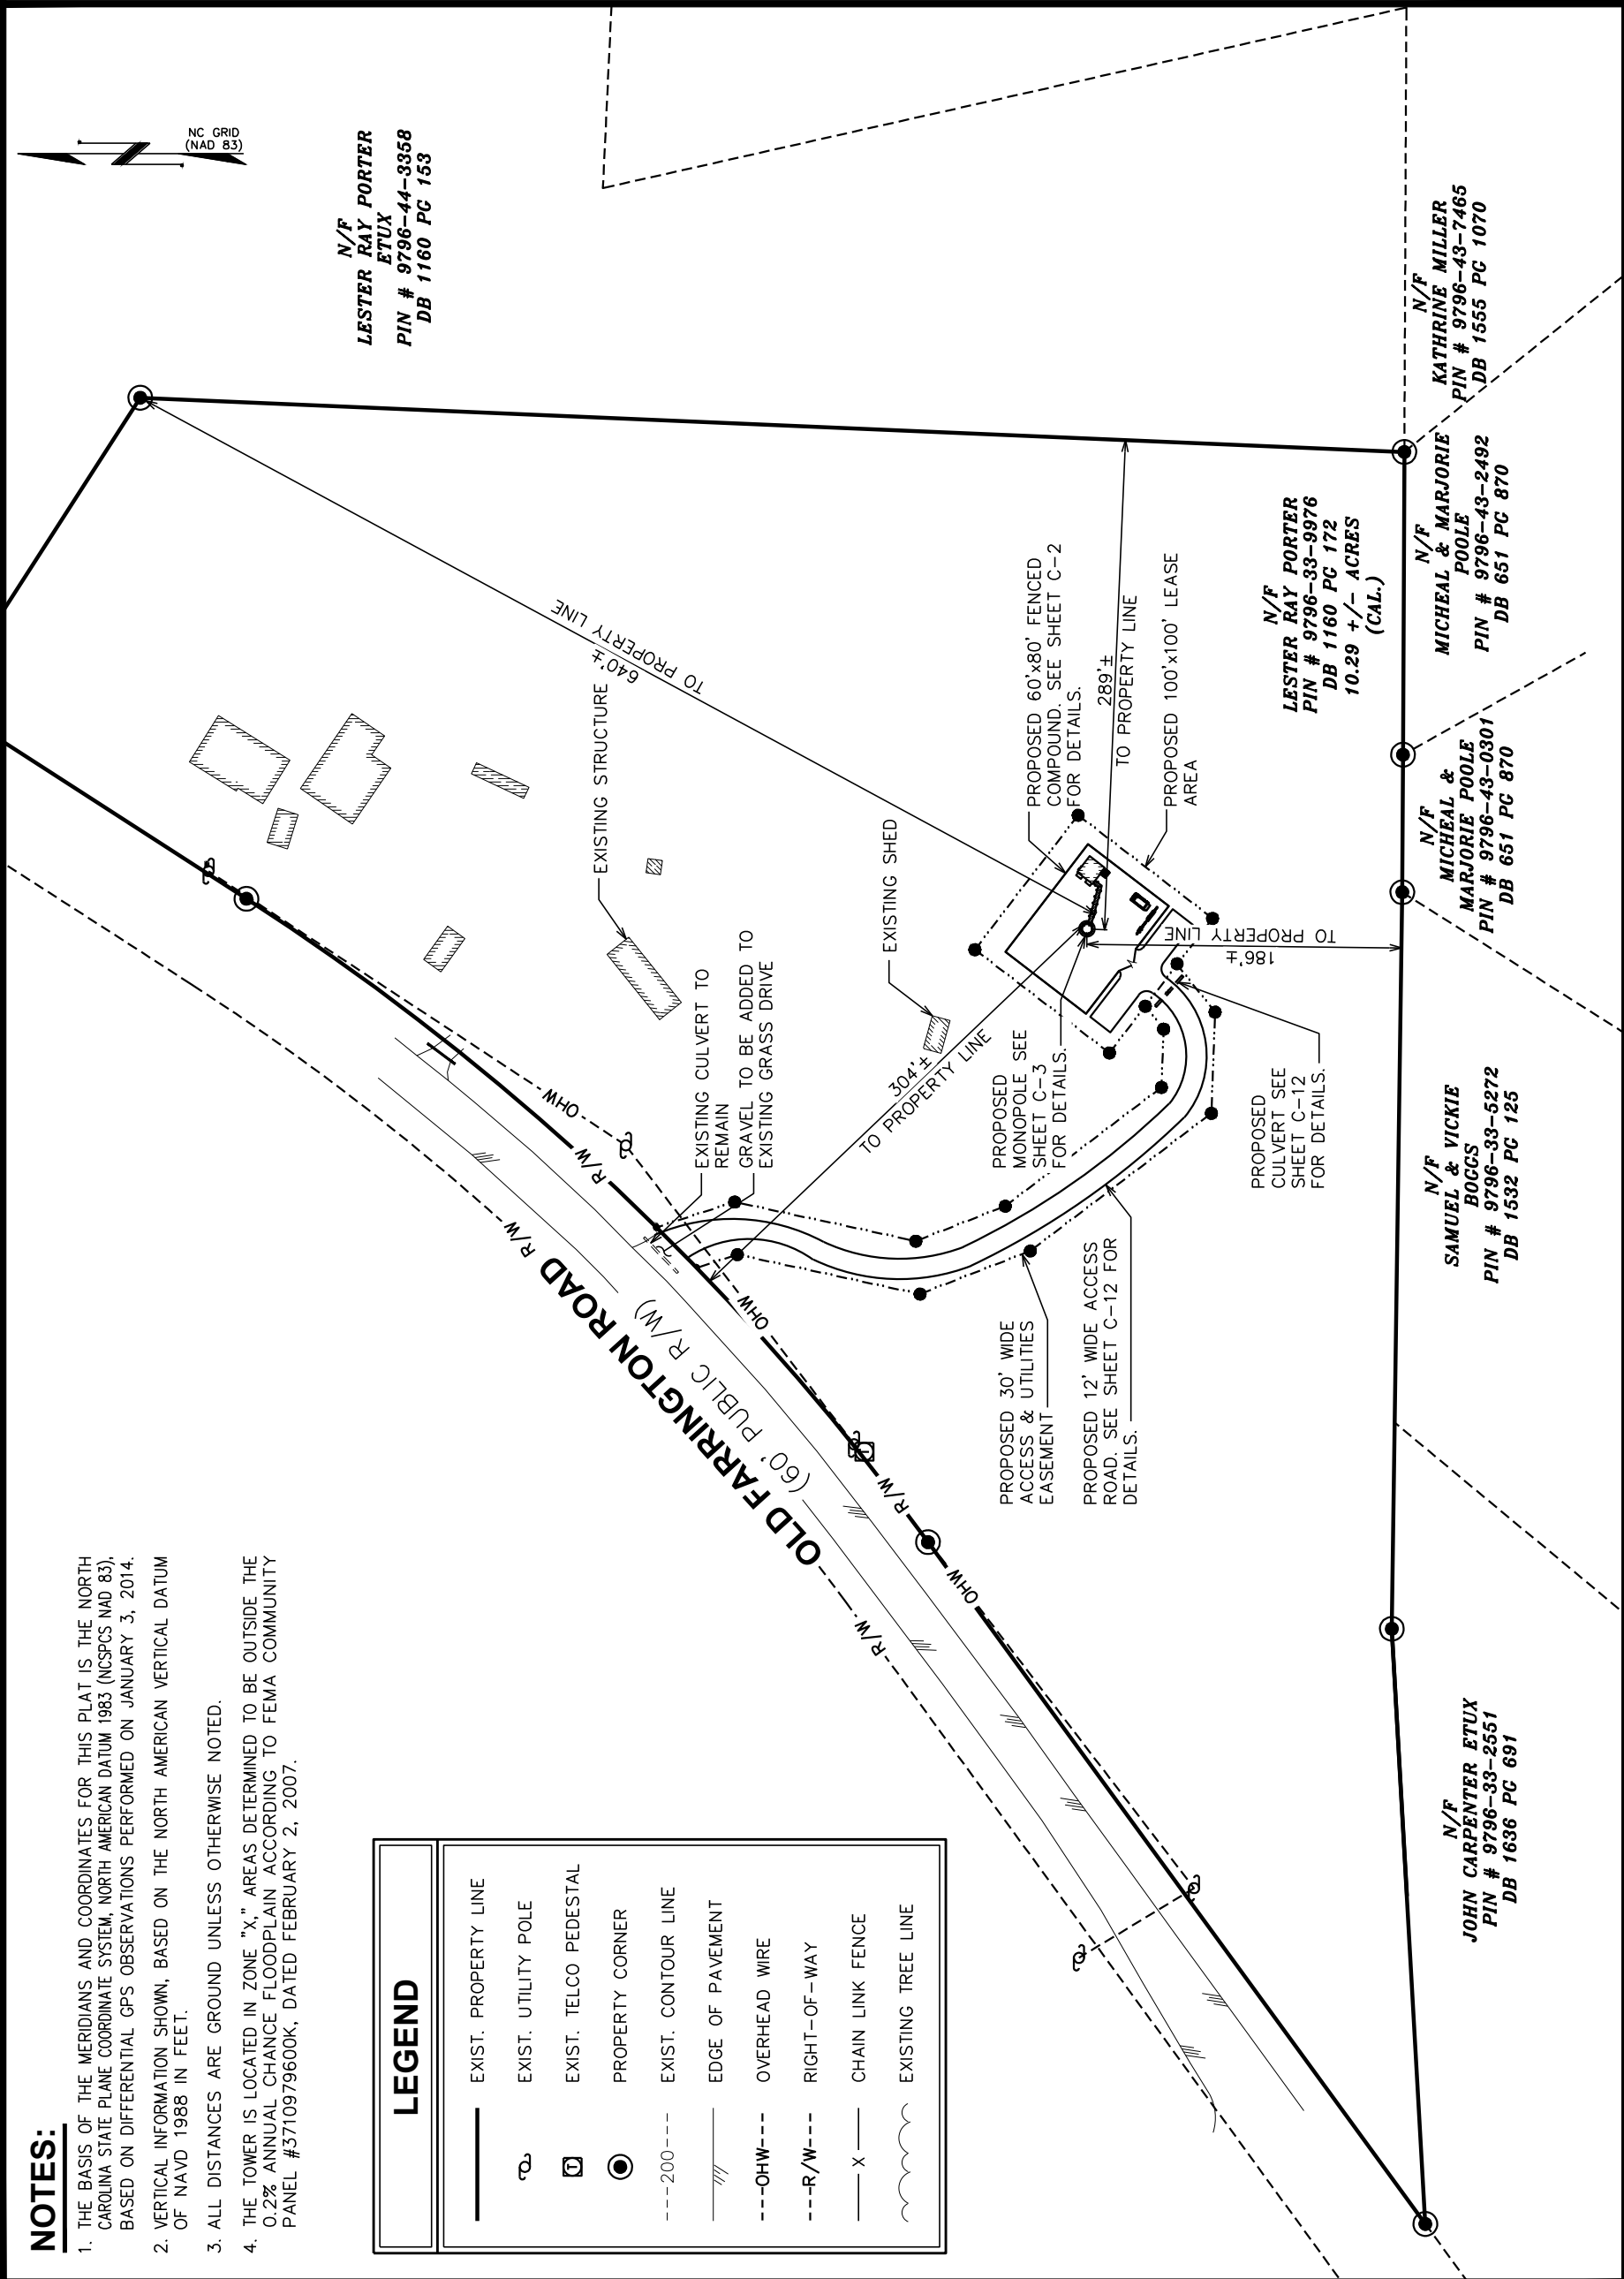 NOTES:
1. THE BASIS OF THE MERIDIANS AND COORDINATES FOR THIS PLAT IS THE NORTH
CAROLINA STATE PLANE COORDINATE SYSTEM, NORTH AMERICAN DATUM 1983 (NCSPCS NAD 83),
BASED ON DIFFERENTIAL GPS OBSERVATIONS PERFORMED ON JANUARY 3, 2014.
2. VERTICAL INFORMATION SHOWN, BASED ON THE NORTH AMERICAN VERTICAL DATUM
OF NAVD 1988 IN FEET.
3. ALL DISTANCES ARE GROUND UNLESS OTHERWISE NOTED.
4. THE TOWER IS LOCATED IN ZONE "X," AREAS DETERMINED TO BE OUTSIDE THE
0.2% ANNUAL CHANCE FLOODPLAIN ACCORDING TO FEMA COMMUNITY
PANEL #3710979600K, DATED FEBRUARY 2, 2007.
LEGEND
EXIST. PROPERTY LINE
EXIST. UTILITY POLE
T EXIST. TELCO PEDESTAL
PROPERTY CORNER
---200--- EXIST. CONTOUR LINE
EDGE OF PAVEMENT
---OHW--- OVERHEAD WIRE
---R/W--- RIGHT-OF-WAY
X CHAIN LINK FENCE
EXISTING TREE LINE
NC GRID
(NAD 83)
N/F
LESTER RAY PORTER
ETUX
PIN # 9796-44-3358
DB 1160 PG 153
640'±
TO PROPERTY LINE
EXISTING STRUCTURE
EXISTING SHED
EXISTING CULVERT TO
REMAIN
GRAVEL TO BE ADDED TO
EXISTING GRASS DRIVE
OHW
R/W
R/W
OLD FARRINGTON ROAD
(60' PUBLIC R/W)
OHW
R/W
OHW
R/W
304'±
TO PROPERTY LINE
PROPOSED 60'x80' FENCED
COMPOUND. SEE SHEET C-2
FOR DETAILS.
289'±
TO PROPERTY LINE
PROPOSED 100'x100' LEASE
AREA
186'±
TO PROPERTY LINE
PROPOSED
MONOPOLE SEE
SHEET C-3
FOR DETAILS.
PROPOSED
CULVERT SEE
SHEET C-12
FOR DETAILS.
PROPOSED 30' WIDE
ACCESS & UTILITIES
EASEMENT
PROPOSED 12' WIDE ACCESS
ROAD. SEE SHEET C-12 FOR
DETAILS.
T
N/F
LESTER RAY PORTER
PIN # 9796-33-9976
DB 1160 PG 172
10.29 +/- ACRES
(CAL.)
N/F
JOHN CARPENTER ETUX
PIN # 9796-33-2551
DB 1636 PG 691
N/F
SAMUEL & VICKIE
BOGGS
PIN # 9796-33-5272
DB 1532 PG 125
N/F
MICHEAL &
MARJORIE POOLE
PIN # 9796-43-0301
DB 651 PG 870
N/F
MICHEAL & MARJORIE
POOLE
PIN # 9796-43-2492
DB 651 PG 870
N/F
KATHRINE MILLER
PIN # 9796-43-7465
DB 1555 PG 1070